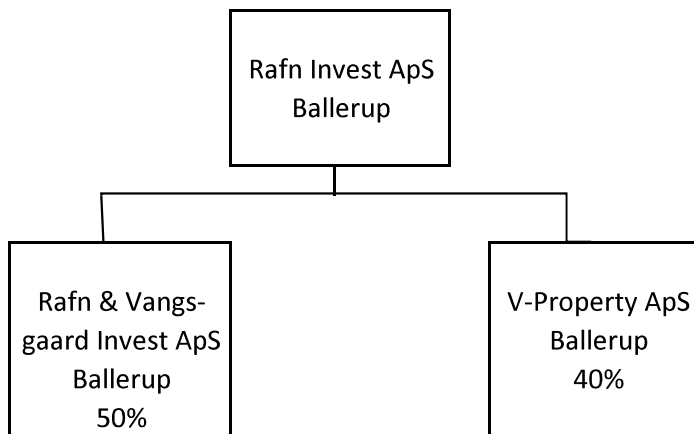 Rafn Invest ApS
Ballerup
Rafn & Vangs-
gaard Invest ApS
Ballerup
50%
V-Property ApS
Ballerup
40%